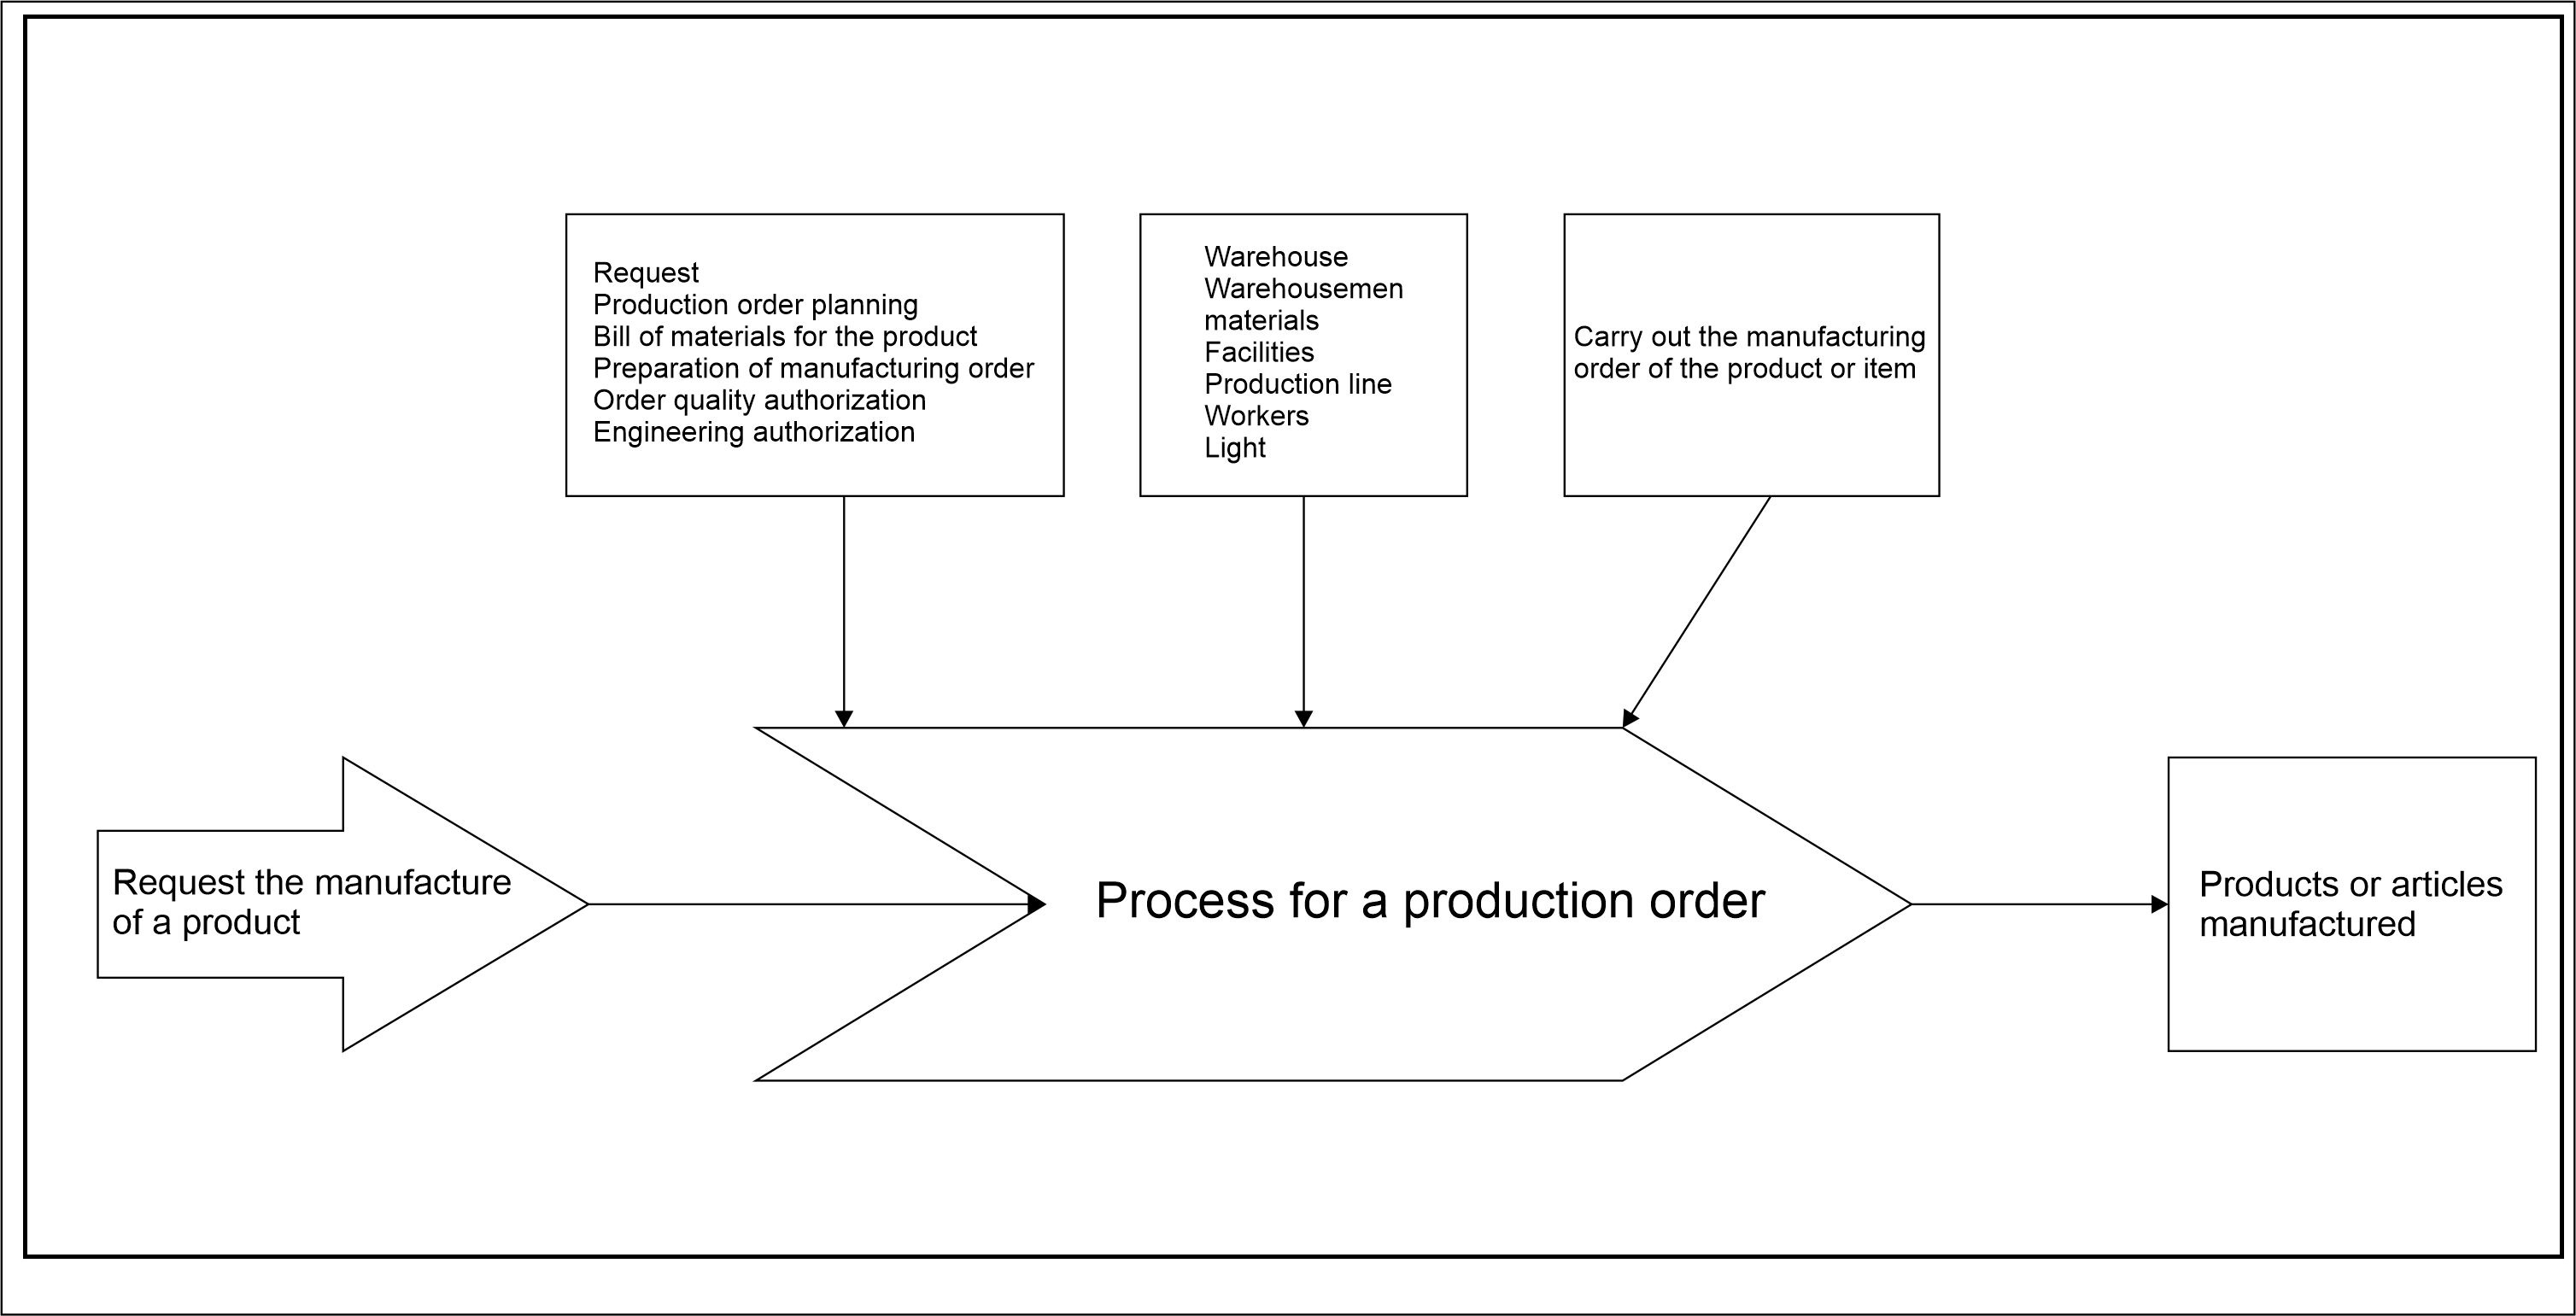 Request
Production order planning
Bill of materials for the product
Preparation of manufacturing order
Order quality authorization
Engineering authorization
Warehouse
Warehousemen
materials
Facilities
Production line
Workers
Light
Carry out the manufacturing
order of the product or item
Request the manufacture
of a product
Process for a production order
Products or articles
manufactured